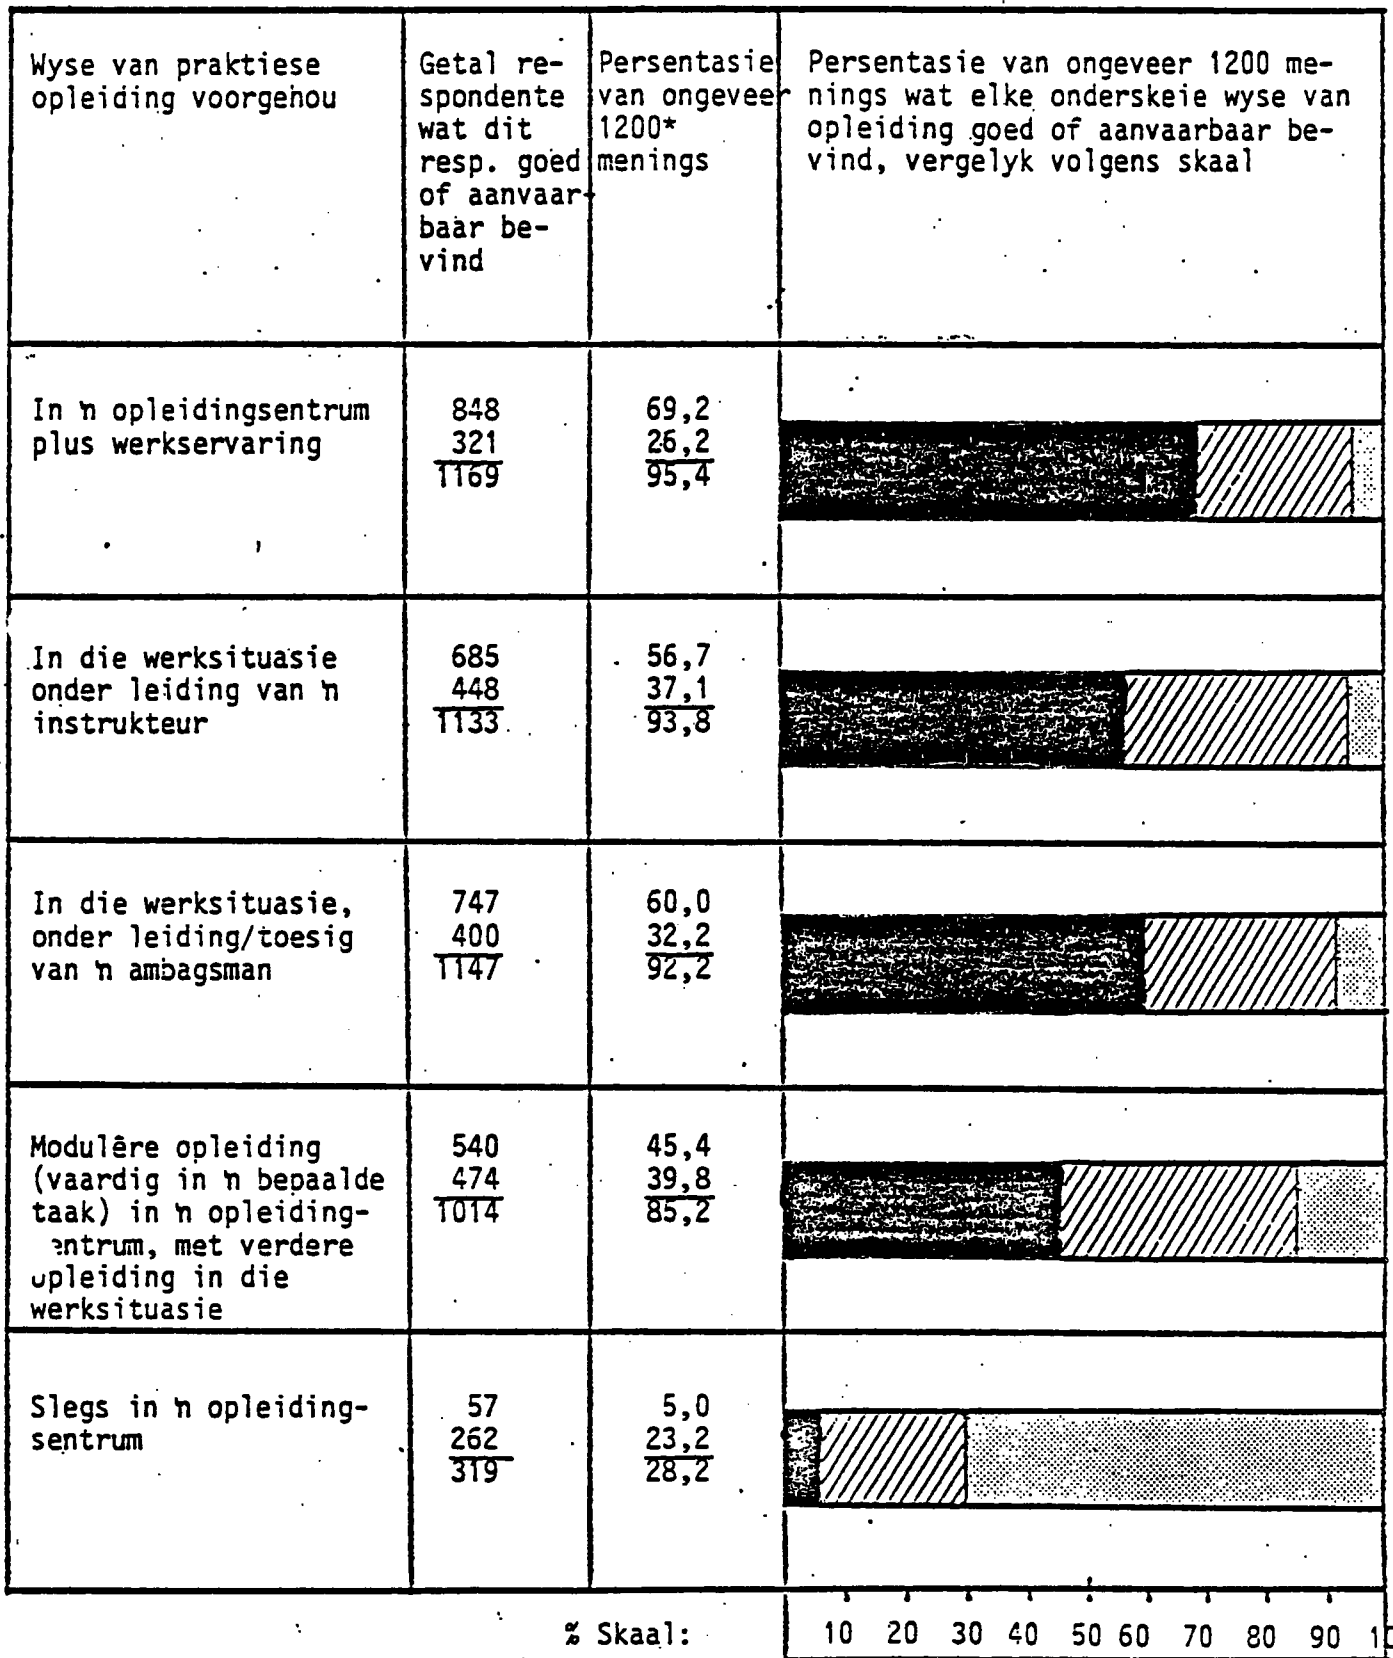 Wyse van praktiese
opleiding voorgehou
Getal re-
spondente
wat dit
resp. goed
of aanvaar-
baar be-
vind
Persentasie
van ongeveer
1200*
menings
Persentasie van ongeveer 1200 me-
nings wat elke onderskeie wyse van
opleiding goed of aanvaarbaar be-
vind, vergelyk volgens skaal
In 'n opleidingsentrum
plus werkservaring
848
321
1169
69,2
26,2
95,4
In die werksituasie
onder leiding van 'n
instrukteur
685
448
1133
56,7
37,1
93,8
In die werksituasie,
onder leiding/toesig
van 'n ambagsman
747
400
1147
60,0
32,2
92,2
Modulêre opleiding
(vaardig in 'n bepaalde
taak) in 'n opleiding-
entrum, met verdere
opleiding in die
werksituasie
540
474
1014
45,4
39,8
85,2
Slegs in 'n opleiding-
sentrum
57
262
319
5,0
23,2
28,2
% Skaal: 10 20 30 40 50 60 70 80 90